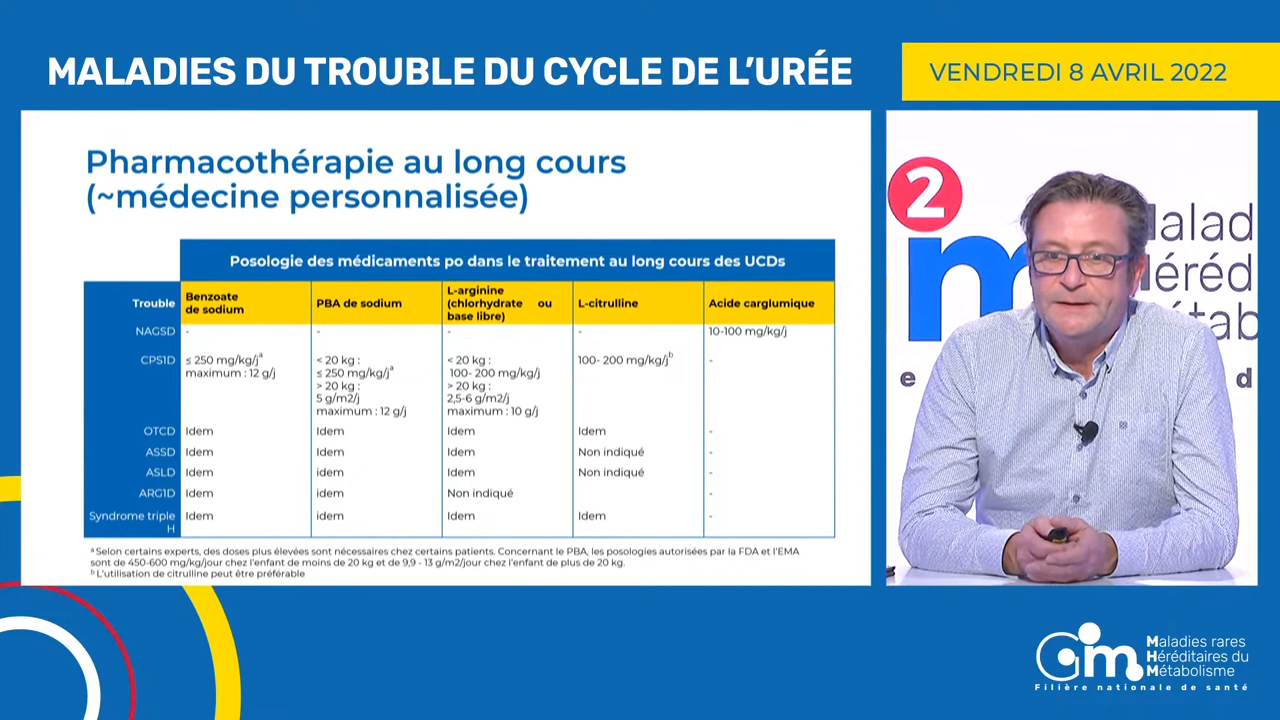 MALADIES DU TROUBLE DU CYCLE DE L'URÉE
VENDREDI 8 AVRIL 2022
Pharmacothérapie au long cours
(~médecine personnalisée)
Posologie des médicaments po dans le traitement au long cours des UCDs
Trouble
Benzoate
de sodium
PBA de sodium
L-arginine
(chlorhydrate ou
base libre)
L-citrulline
Acide carglumique
NAGSD - - - - 10-100 mg/kg/j
CPS1D
≤ 250 mg/kg/jª
maximum : 12 g/j
< 20 kg :
≤ 250 mg/kg/jª
> 20 kg :
5 g/m2/j
maximum : 12 g/j
< 20 kg :
100- 200 mg/kg/j
> 20 kg :
2,5-6 g/m2/j
maximum : 10 g/j
100- 200 mg/kg/jᵇ
-
OTCD Idem Idem Idem Idem -
ASSD Idem Idem Idem Non indiqué -
ASLD Idem idem Idem Non indiqué -
ARG1D Idem idem Non indiqué -
Syndrome triple
H
Idem idem Idem Idem -
ª Selon certains experts, des doses plus élevées sont nécessaires chez certains patients. Concernant le PBA, les posologies autorisées par la FDA et l'EMA
sont de 450-600 mg/kg/jour chez l'enfant de moins de 20 kg et de 9,9 - 13 g/m2/jour chez l'enfant de plus de 20 kg.
ᵇ L'utilisation de citrulline peut être préférable
2
m
alad
éréd
étab
e
d
m
Maladies rares
Héréditaires du
Métabolisme
Filière nationale de santé